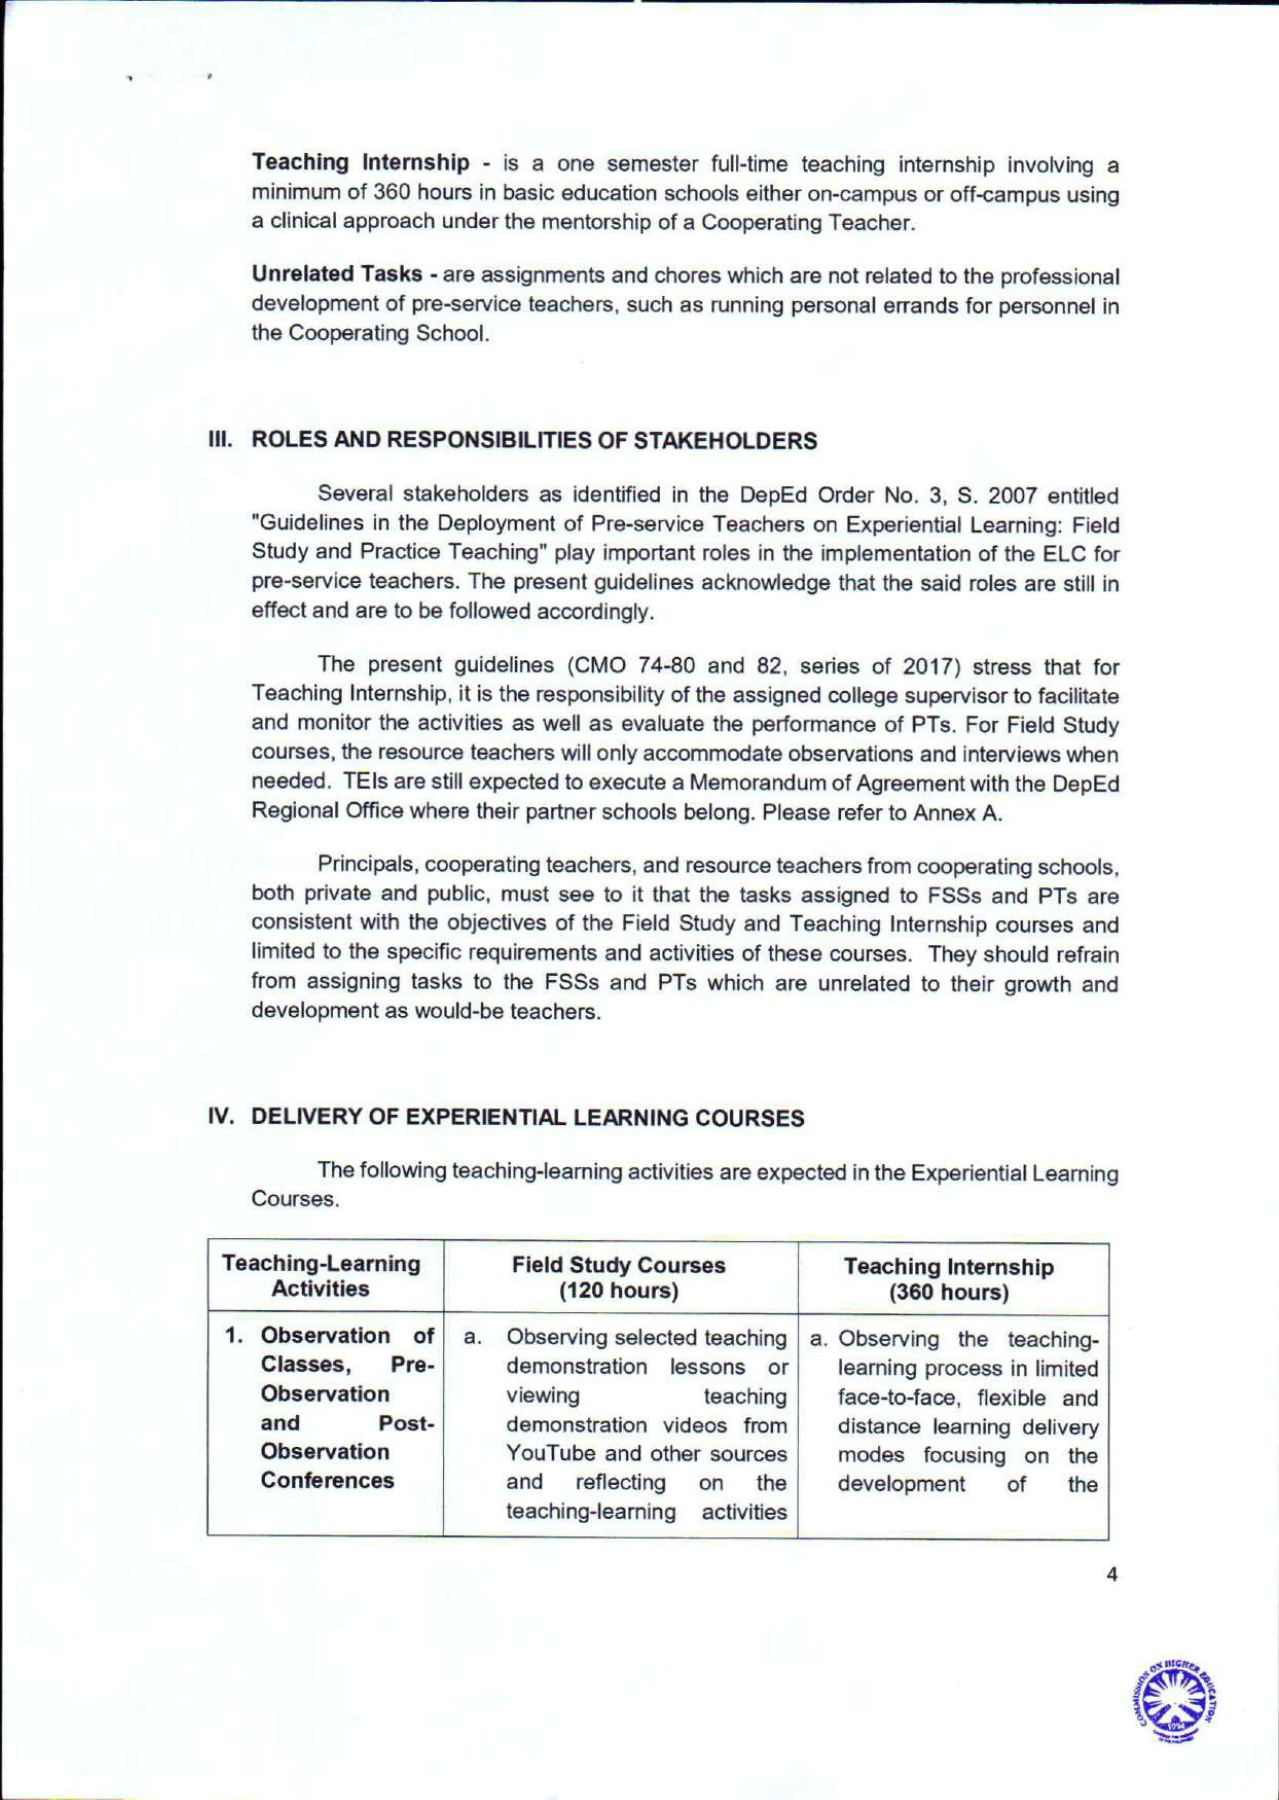 Teaching Internship - is a one semester full-time teaching internship involving a
minimum of 360 hours in basic education schools either on-campus or off-campus using
a clinical approach under the mentorship of a Cooperating Teacher.
Unrelated Tasks - are assignments and chores which are not related to the professional
development of pre-service teachers, such as running personal errands for personnel in
the Cooperating School.
III. ROLES AND RESPONSIBILITIES OF STAKEHOLDERS
Several stakeholders as identified in the DepEd Order No. 3, S. 2007 entitled
"Guidelines in the Deployment of Pre-service Teachers on Experiential Learning: Field
Study and Practice Teaching" play important roles in the implementation of the ELC for
pre-service teachers. The present guidelines acknowledge that the said roles are still in
effect and are to be followed accordingly.
The present guidelines (CMO 74-80 and 82, series of 2017) stress that for
Teaching Internship, it is the responsibility of the assigned college supervisor to facilitate
and monitor the activities as well as evaluate the performance of PTs. For Field Study
courses, the resource teachers will only accommodate observations and interviews when
needed. TEIs are still expected to execute a Memorandum of Agreement with the DepEd
Regional Office where their partner schools belong. Please refer to Annex A.
Principals, cooperating teachers, and resource teachers from cooperating schools,
both private and public, must see to it that the tasks assigned to FSSs and PTs are
consistent with the objectives of the Field Study and Teaching Internship courses and
limited to the specific requirements and activities of these courses. They should refrain
from assigning tasks to the FSSs and PTs which are unrelated to their growth and
development as would-be teachers.
IV. DELIVERY OF EXPERIENTIAL LEARNING COURSES
The following teaching-learning activities are expected in the Experiential Learning
Courses.
Teaching-Learning
Activities
Field Study Courses
(120 hours)
Teaching Internship
(360 hours)
1. Observation of
Classes, Pre-
Observation
and Post-
Observation
Conferences
a. Observing selected teaching
demonstration lessons or
viewing teaching
demonstration videos from
YouTube and other sources
and reflecting on the
teaching-learning activities
a. Observing the teaching-
learning process in limited
face-to-face, flexible and
distance learning delivery
modes focusing on the
development of the
4
COMMISSION ON HIGHER EDUCATION
1994